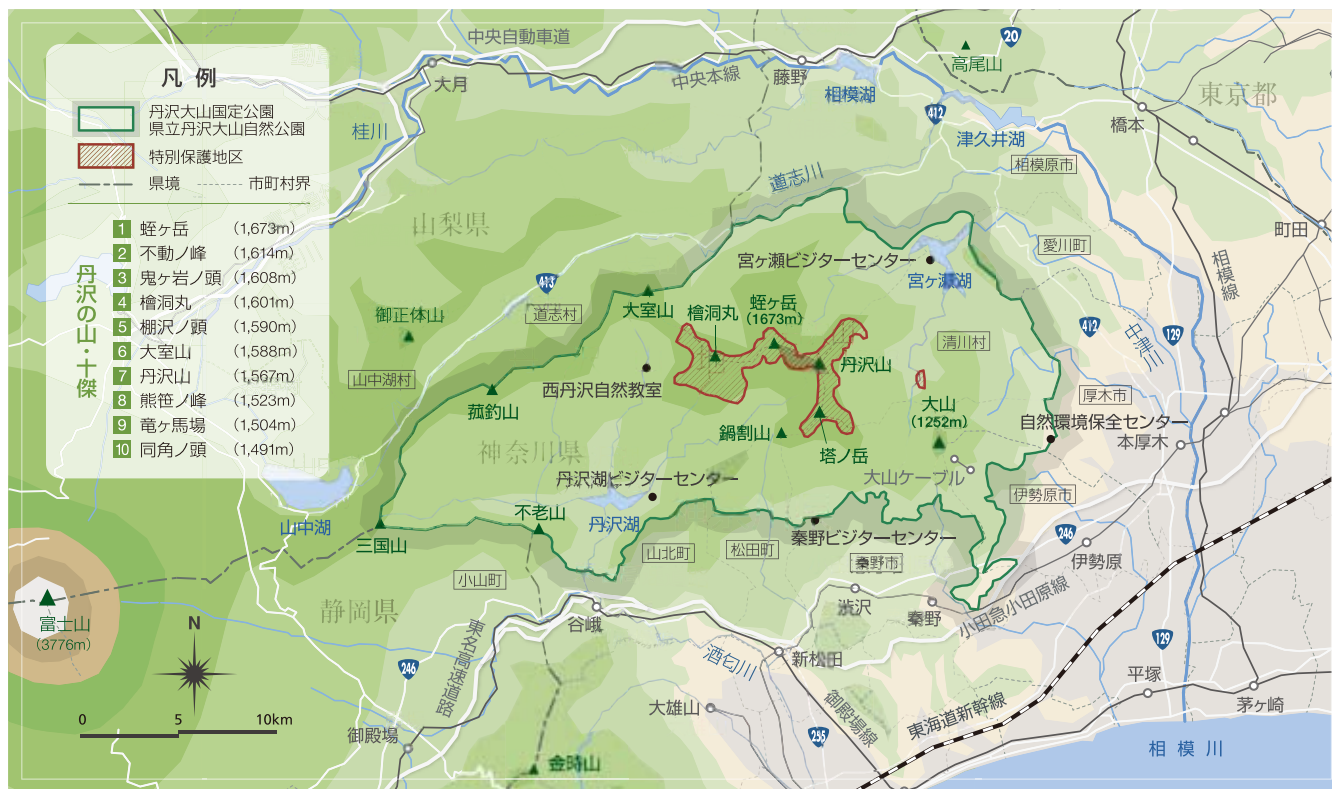 凡例
丹沢大山国定公園
県立丹沢大山自然公園
特別保護地区
県境
市町村界
丹沢の山・十傑
1 蛭ヶ岳 (1,673m)
2 不動ノ峰 (1,614m)
3 鬼ヶ岩ノ頭 (1,608m)
4 檜洞丸 (1,601m)
5 棚沢ノ頭 (1,590m)
6 大室山 (1,588m)
7 丹沢山 (1,567m)
8 熊笹ノ峰 (1,523m)
9 竜ヶ馬場 (1,504m)
10 同角ノ頭 (1,491m)
中央自動車道
20
高尾山
大月
中央本線
藤野
相模湖
東京都
412
橋本
桂川
津久井湖
相模原市
道志川
山梨県
町田
愛川町
宮ヶ瀬ビジターセンター
相模線
宮ヶ瀬湖
413
大室山
道志村
檜洞丸
蛭ヶ岳
(1673m)
御正体山
412
129
中津川
清川村
丹沢山
山中湖村
西丹沢自然教室
厚木市
菰釣山
大山
(1252m)
自然環境保全センター
鍋割山
本厚木
神奈川県
塔ノ岳
丹沢湖ビジターセンター
大山ケーブル
伊勢原市
山中湖
不老山
丹沢湖
三国山
秦野ビジターセンター
246
山北町
松田町
秦野市
伊勢原
小山町
富士山
(3776m)
静岡県
谷峨
渋沢
秦野
小田急小田原線
N
東名高速道路
129
新松田
酒匂川
246
平塚
0 5 10km
大雄山
御殿場線
東海道新幹線
茅ヶ崎
御殿場
255
相模川
金時山